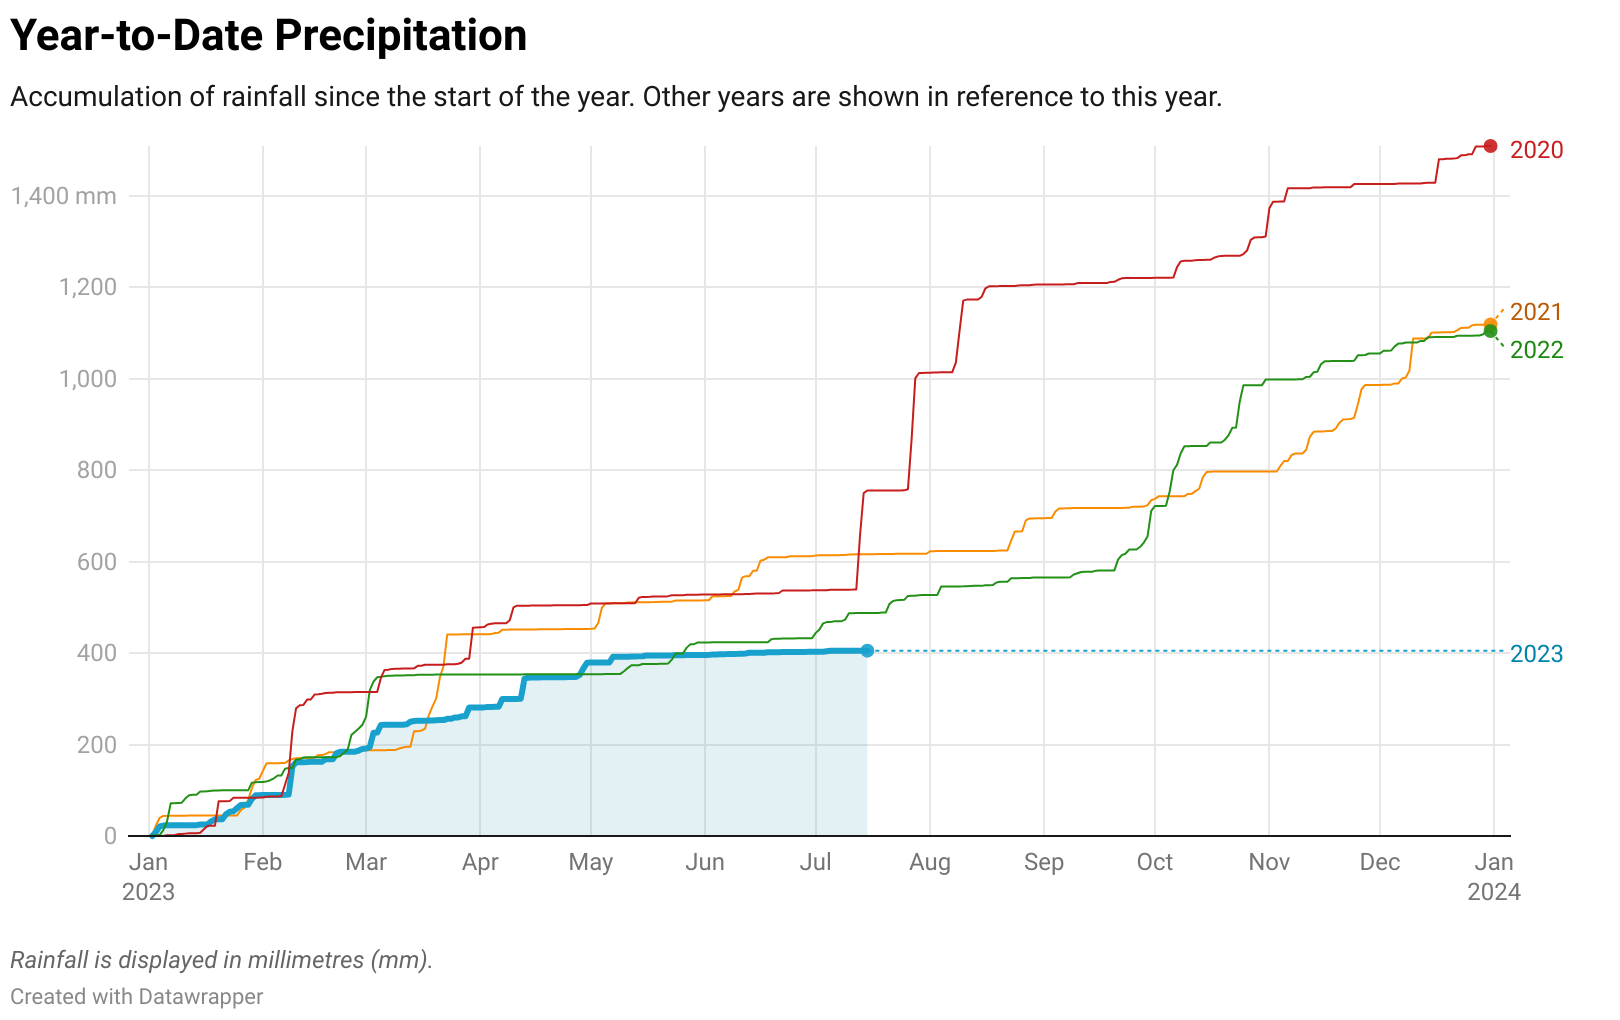 Year-to-Date Precipitation
Accumulation of rainfall since the start of the year. Other years are shown in reference to this year.
1,400 mm
1,200
1,000
800
600
400
200
0
2020
2021
2022
2023
Jan Feb Mar Apr May Jun Jul Aug Sep Oct Nov Dec Jan
2023 2024
Rainfall is displayed in millimetres (mm).
Created with Datawrapper